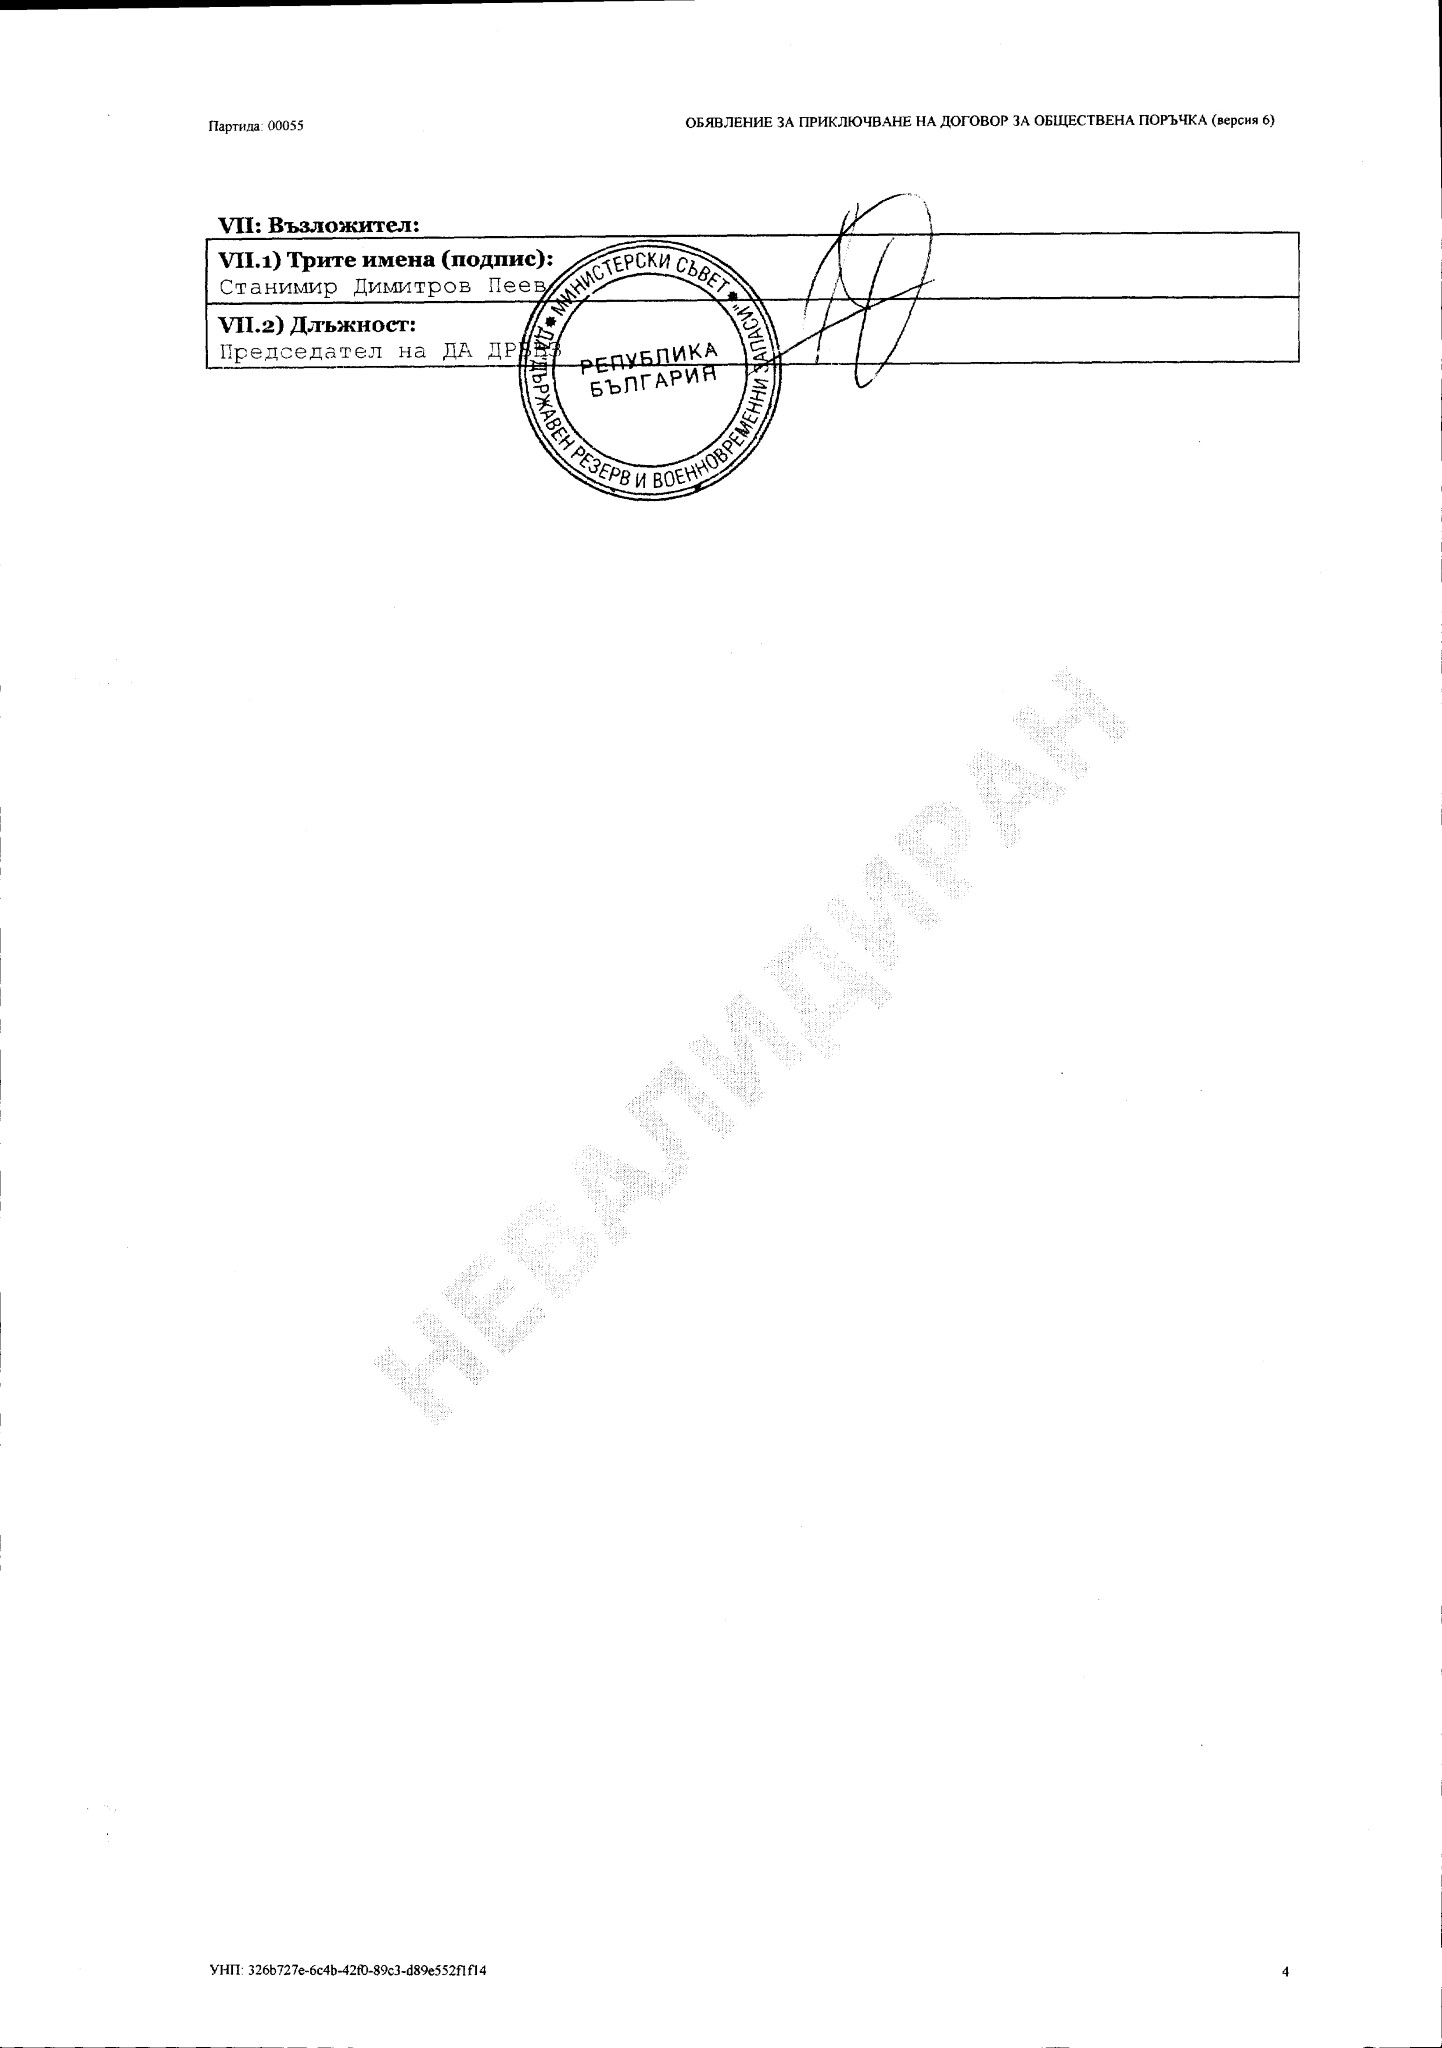 Партида: 00055
ОБЯВЛЕНИЕ ЗА ПРИКЛЮЧВАНЕ НА ДОГОВОР ЗА ОБЩЕСТВЕНА ПОРЪЧКА (версия 6)
VII: Възложител:
VII.1) Трите имена (подпис):
Станимир Димитров Пеев
VII.2) Длъжност:
Председател на ДА ДРВВЗ
✸ МИНИСТЕРСКИ СЪВЕТ ✸
ДА "ДЪРЖАВЕН РЕЗЕРВ И ВОЕННОВРЕМЕННИ ЗАПАСИ"
РЕПУБЛИКА
БЪЛГАРИЯ
НЕВАЛИДИРАН
УНП: 326b727e-6c4b-42f0-89c3-d89e552f1f14
4